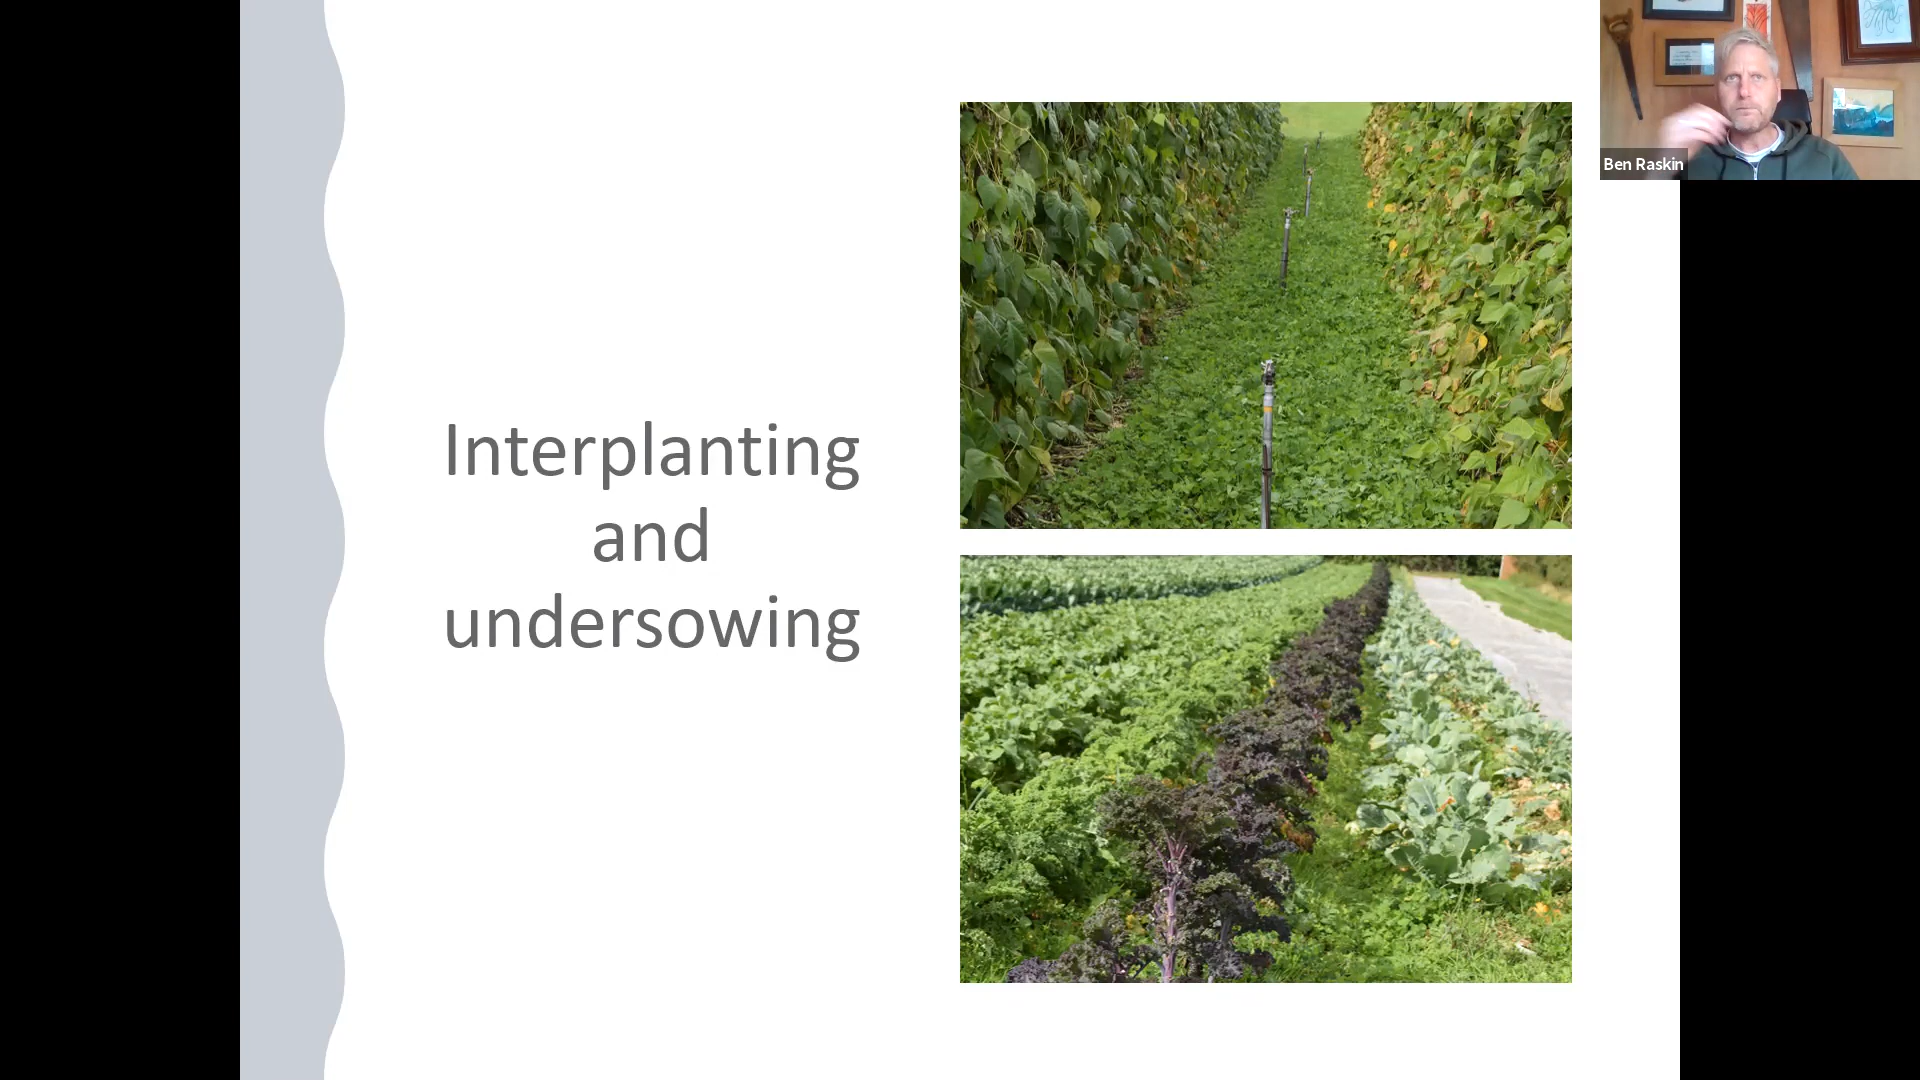 Interplanting
and
undersowing
Ben Raskin